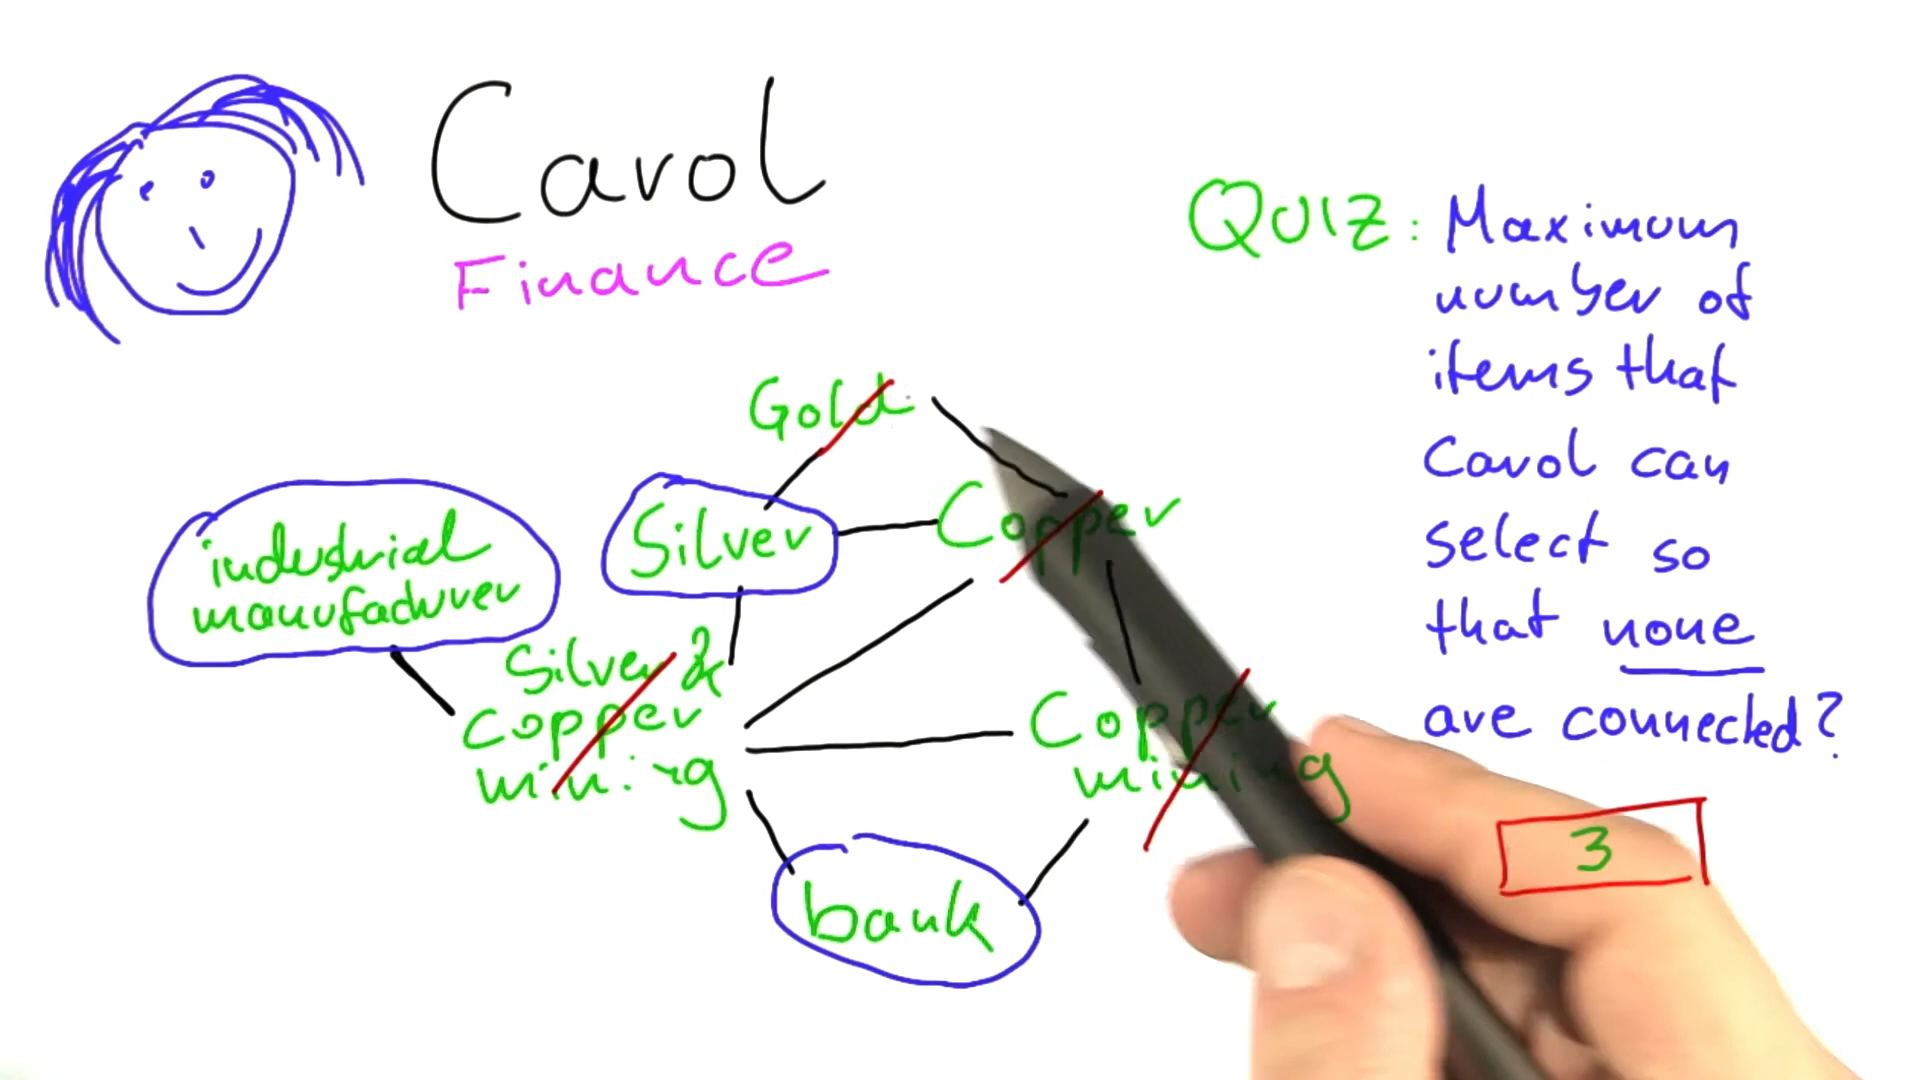 Carol
Finance
QUIZ: Maximum
number of
items that
Carol can
select so
that none
are connected?
Gold
Silver
Copper
industrial
manufacturer
Silver &
Copper
mining
Copper
mining
bank
3